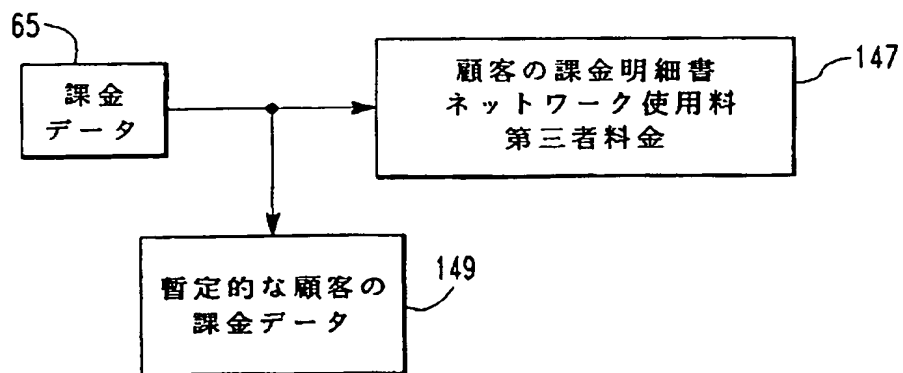 65
課金
データ
顧客の課金明細書
ネットワーク使用料
第三者料金
147
暫定的な顧客の
課金データ
149